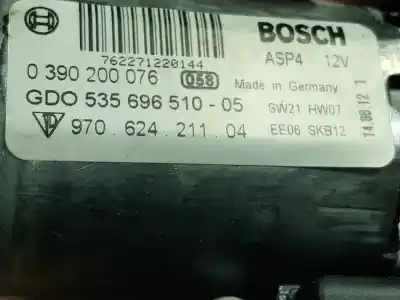 BOSCH
762271220144
ASP4 12V
0 390 200 076 058
Made in Germany
GDO 535 696 510 - 05
SW21 HW07
970.624.211.04
EE06 SKB12
14.08.12 1